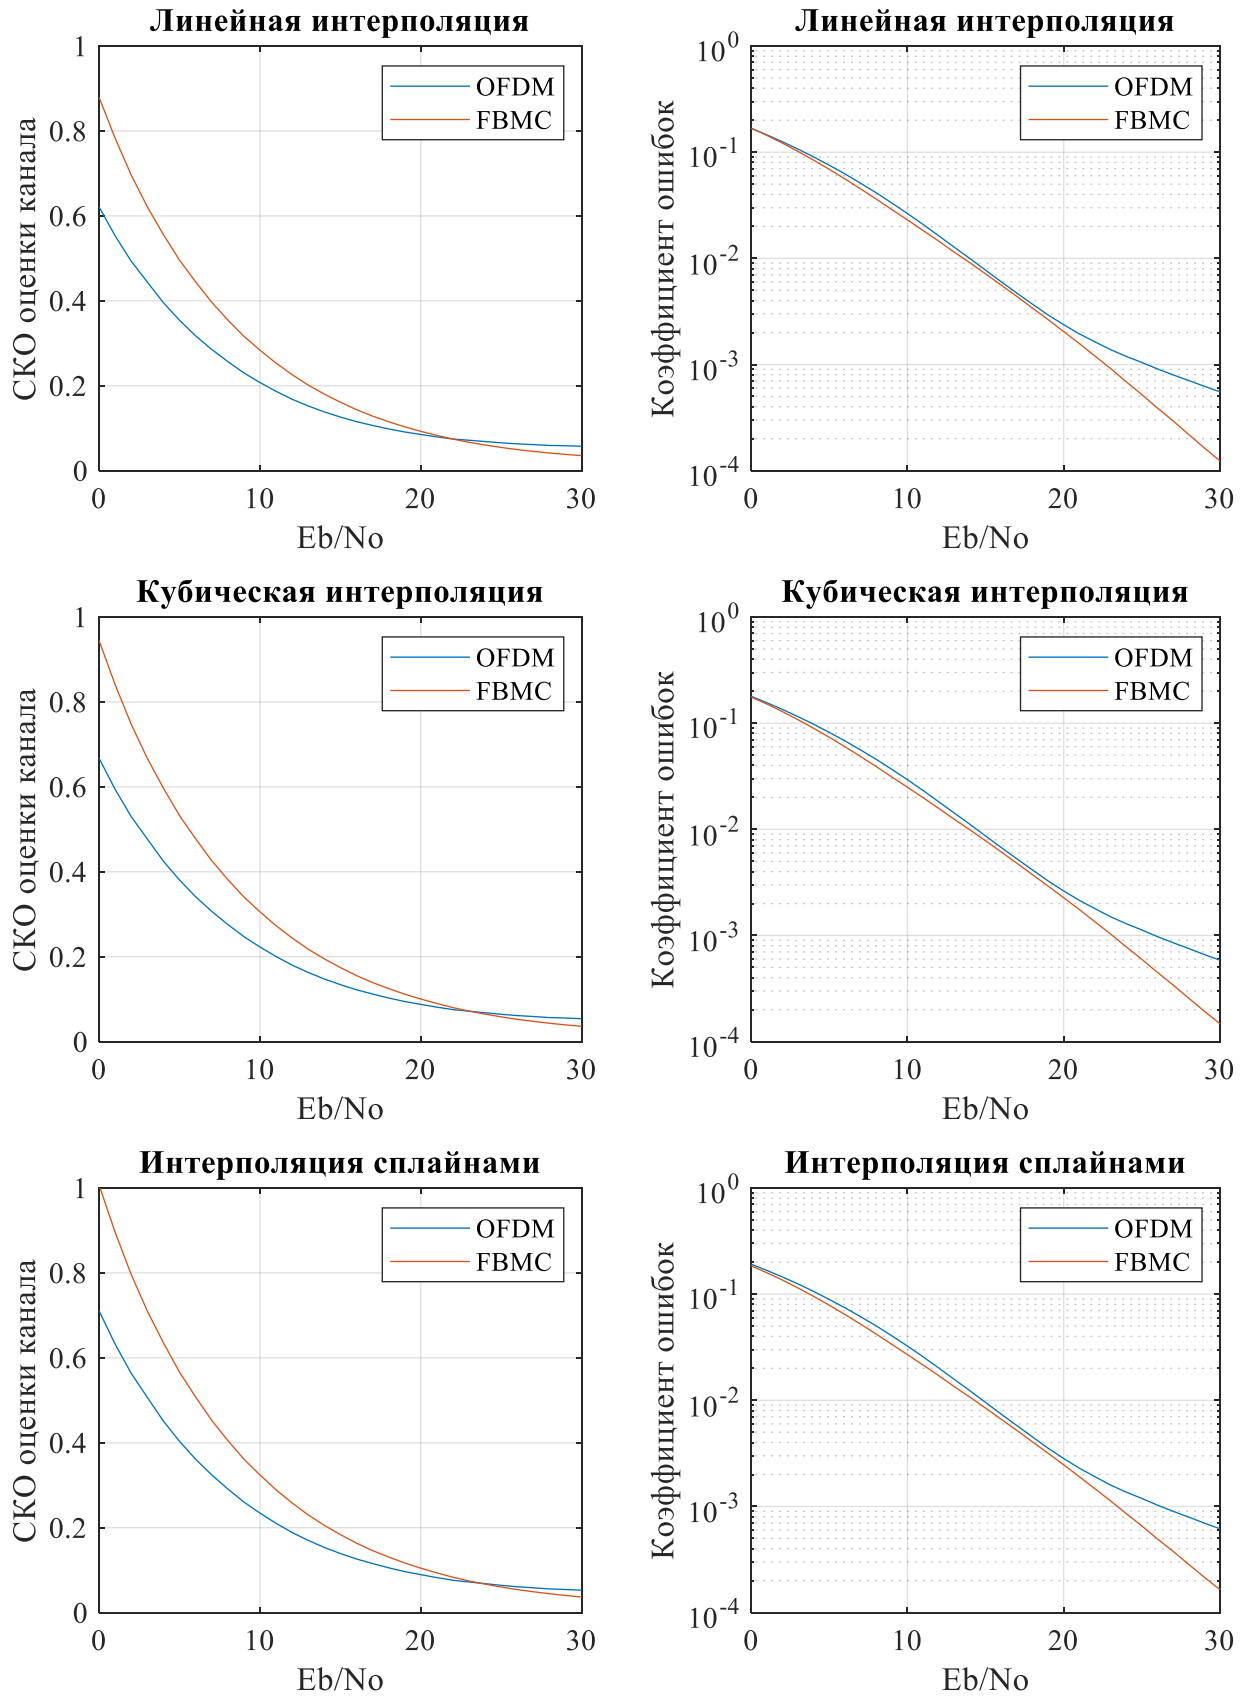 Линейная интерполяция
СКО оценки канала
1
0.8
0.6
0.4
0.2
0
0 10 20 30
Eb/No
OFDM
FBMC
Линейная интерполяция
Коэффициент ошибок
10^0
10^-1
10^-2
10^-3
10^-4
0 10 20 30
Eb/No
OFDM
FBMC
Кубическая интерполяция
СКО оценки канала
1
0.8
0.6
0.4
0.2
0
0 10 20 30
Eb/No
OFDM
FBMC
Кубическая интерполяция
Коэффициент ошибок
10^0
10^-1
10^-2
10^-3
10^-4
0 10 20 30
Eb/No
OFDM
FBMC
Интерполяция сплайнами
СКО оценки канала
1
0.8
0.6
0.4
0.2
0
0 10 20 30
Eb/No
OFDM
FBMC
Интерполяция сплайнами
Коэффициент ошибок
10^0
10^-1
10^-2
10^-3
10^-4
0 10 20 30
Eb/No
OFDM
FBMC